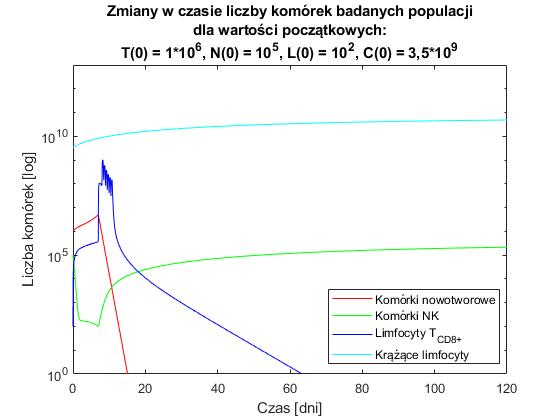 Zmiany w czasie liczby komórek badanych populacji
dla wartości początkowych:
T(0) = 1*10^6, N(0) = 10^5, L(0) = 10^2, C(0) = 3,5*10^9
Liczba komórek [log]
10^10
10^5
10^0
0 20 40 60 80 100 120
Czas [dni]
Komórki nowotworowe
Komórki NK
Limfocyty T_CD8+
Krążące limfocyty